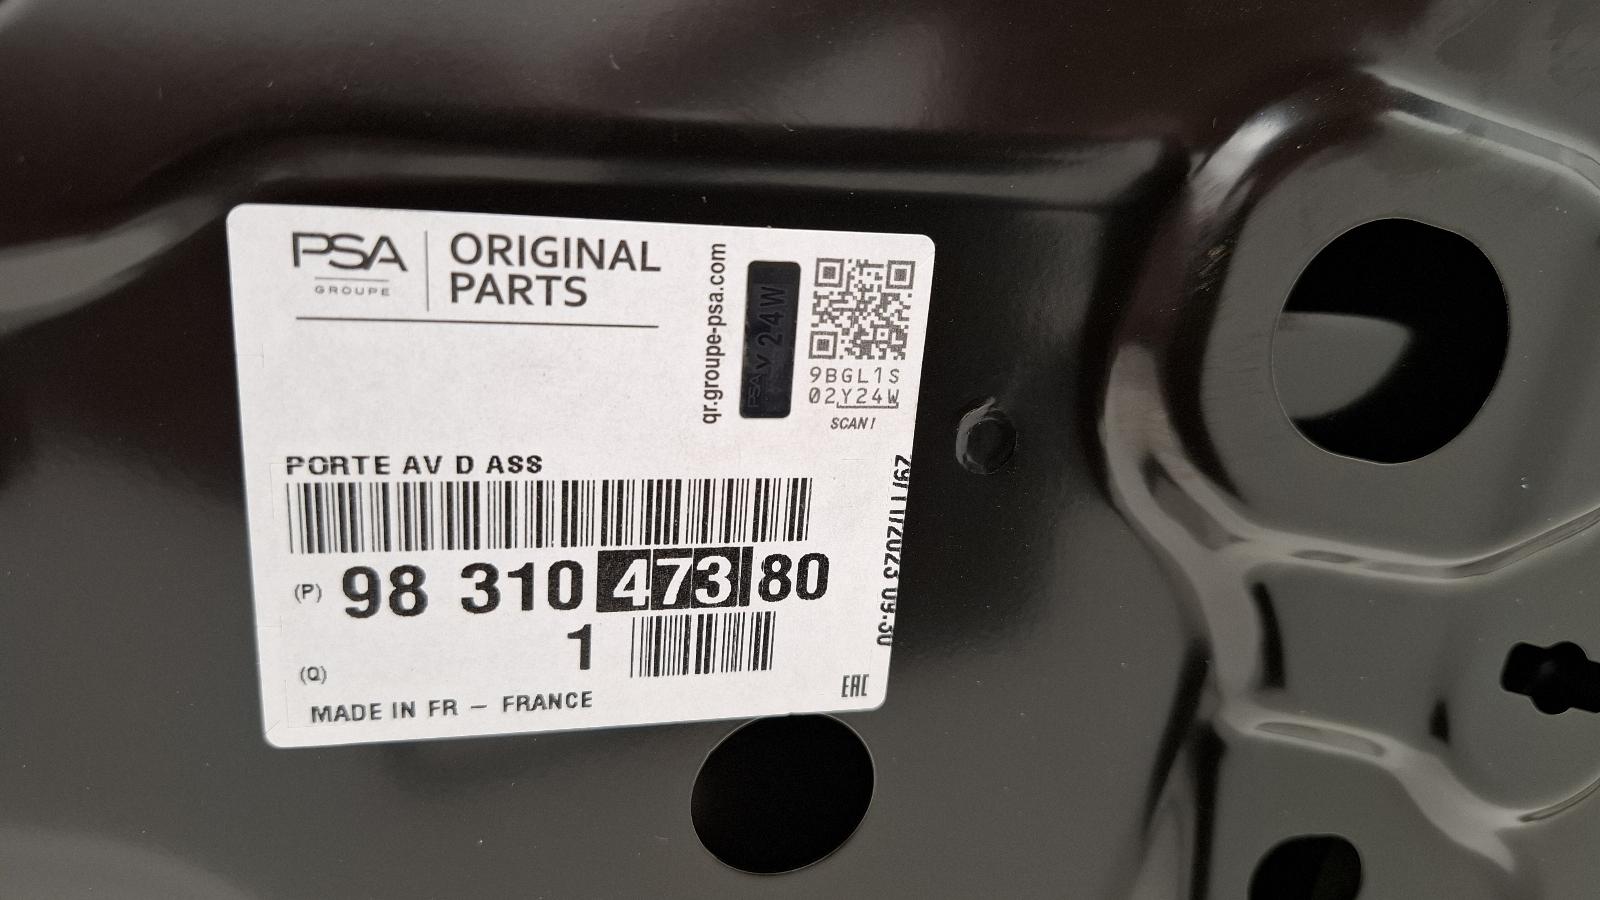 PSA
GROUPE
ORIGINAL
PARTS
qr.groupe-psa.com
PSA V 24W
9BGL1S
02Y24W
SCAN!
PORTE AV D ASS
(P) 98 310 473 80
1
(Q)
MADE IN FR – FRANCE
EAC
29/11/2023 09:30